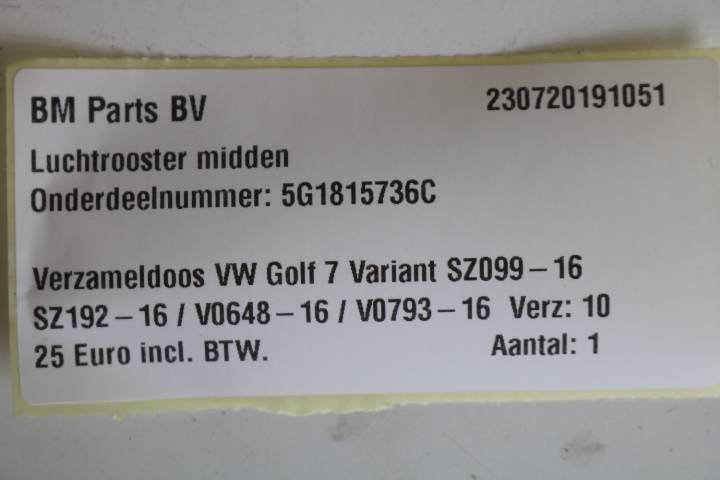 BM Parts BV 230720191051
Luchtrooster midden
Onderdeelnummer: 5G1815736C
Verzameldoos VW Golf 7 Variant SZ099-16
SZ192-16 / V0648-16 / V0793-16 Verz: 10
25 Euro incl. BTW. Aantal: 1